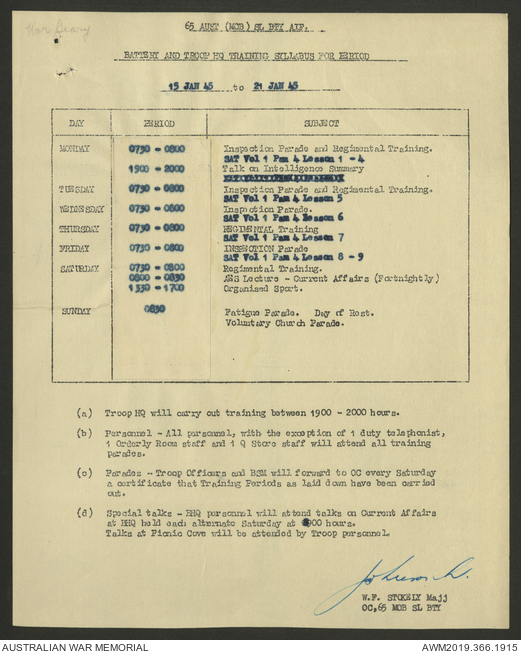 War Diary
65 AUST (MOB) SL BTY AIF.
BATTERY AND TROOP HQ TRAINING SYLLABUS FOR PERIOD
15 JAN 45 to 21 JAN 45
DAY PERIOD SUBJECT
MONDAY 0730 - 0800 Inspection Parade and Regimental Training.
SAT Vol 1 Pam 4 Lesson 1 - 4
1900 - 2000 Talk on Intelligence Summary
TUESDAY 0730 - 0800 Inspection Parade and Regimental Training.
SAT Vol 1 Pam 4 Lesson 5
WEDNESDAY 0730 - 0800 Inspection Parade.
SAT Vol 1 Pam 4 Lesson 6
THURSDAY 0730 - 0800 REGIMENTAL Training
SAT Vol 1 Pam 4 Lesson 7
FRIDAY 0730 - 0800 INSPECTION Parade
SAT Vol 1 Pam 4 Lesson 8 - 9
SATURDAY 0730 - 0800 Regimental Training.
0800 - 0830 AES Lecture - Current Affairs (Fortnightly)
1330 - 1700 Organised Sport.
SUNDAY 0830 Fatigue Parade. Day of Rest.
Voluntary Church Parade.
(a) Troop HQ will carry out training between 1900 - 2000 hours.
(b) Personnel - All personnel, with the exception of 1 duty telephonist,
1 Orderly Room staff and 1 Q Store staff will attend all training
parades.
(c) Parades - Troop Officers and BSM will forward to OC every Saturday
a certificate that Training Periods as laid down have been carried
out.
(d) Special talks - BHQ personnel will attend talks on Current Affairs
at BHQ held each alternate Saturday at 0800 hours.
Talks at Picnic Cove will be attended by Troop personnel.
W.F. STOKELY Majj
OC, 65 MOB SL BTY
AUSTRALIAN WAR MEMORIAL AWM2019.366.1915